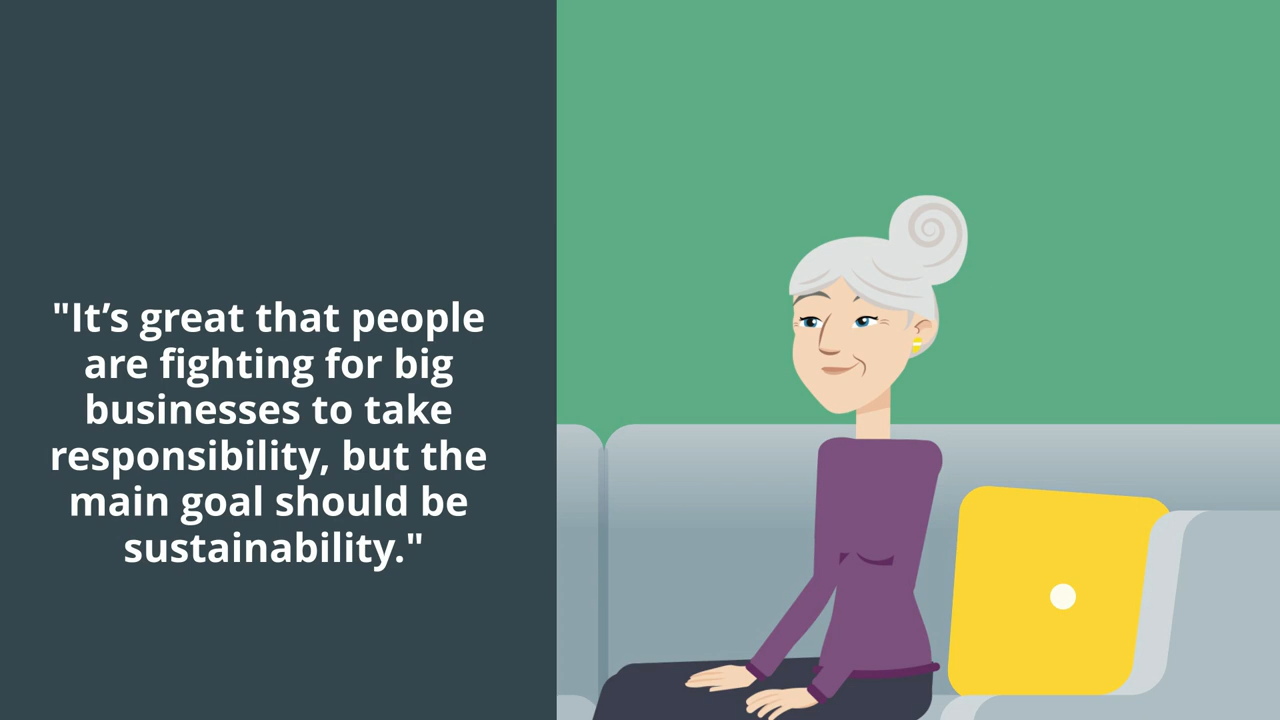 "It’s great that people
are fighting for big
businesses to take
responsibility, but the
main goal should be
sustainability."